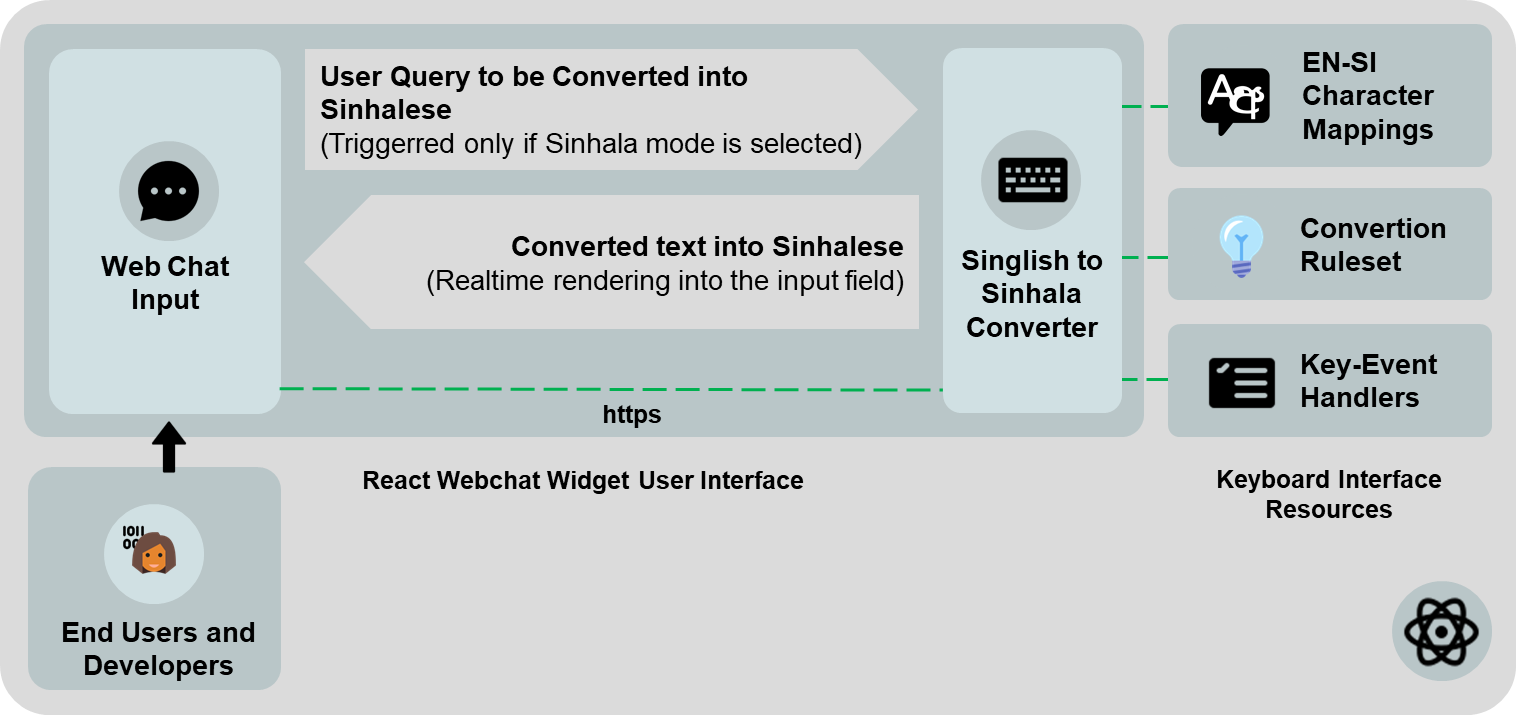 User Query to be Converted into
Sinhalese
(Triggerred only if Sinhala mode is selected)
Converted text into Sinhalese
(Realtime rendering into the input field)
Web Chat
Input
Singlish to
Sinhala
Converter
https
EN-SI
Character
Mappings
Convertion
Ruleset
Key-Event
Handlers
React Webchat Widget User Interface
Keyboard Interface
Resources
End Users and
Developers